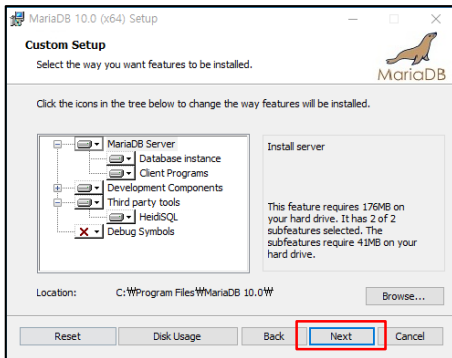 MariaDB 10.0 (x64) Setup
Custom Setup
Select the way you want features to be installed.
MariaDB
Click the icons in the tree below to change the way features will be installed.
MariaDB Server
Database instance
Client Programs
Development Components
Third party tools
HeidiSQL
Debug Symbols
Install server
This feature requires 176MB on
your hard drive. It has 2 of 2
subfeatures selected. The
subfeatures require 41MB on your
hard drive.
Location: C:₩Program Files₩MariaDB 10.0₩
Browse...
Reset Disk Usage Back Next Cancel